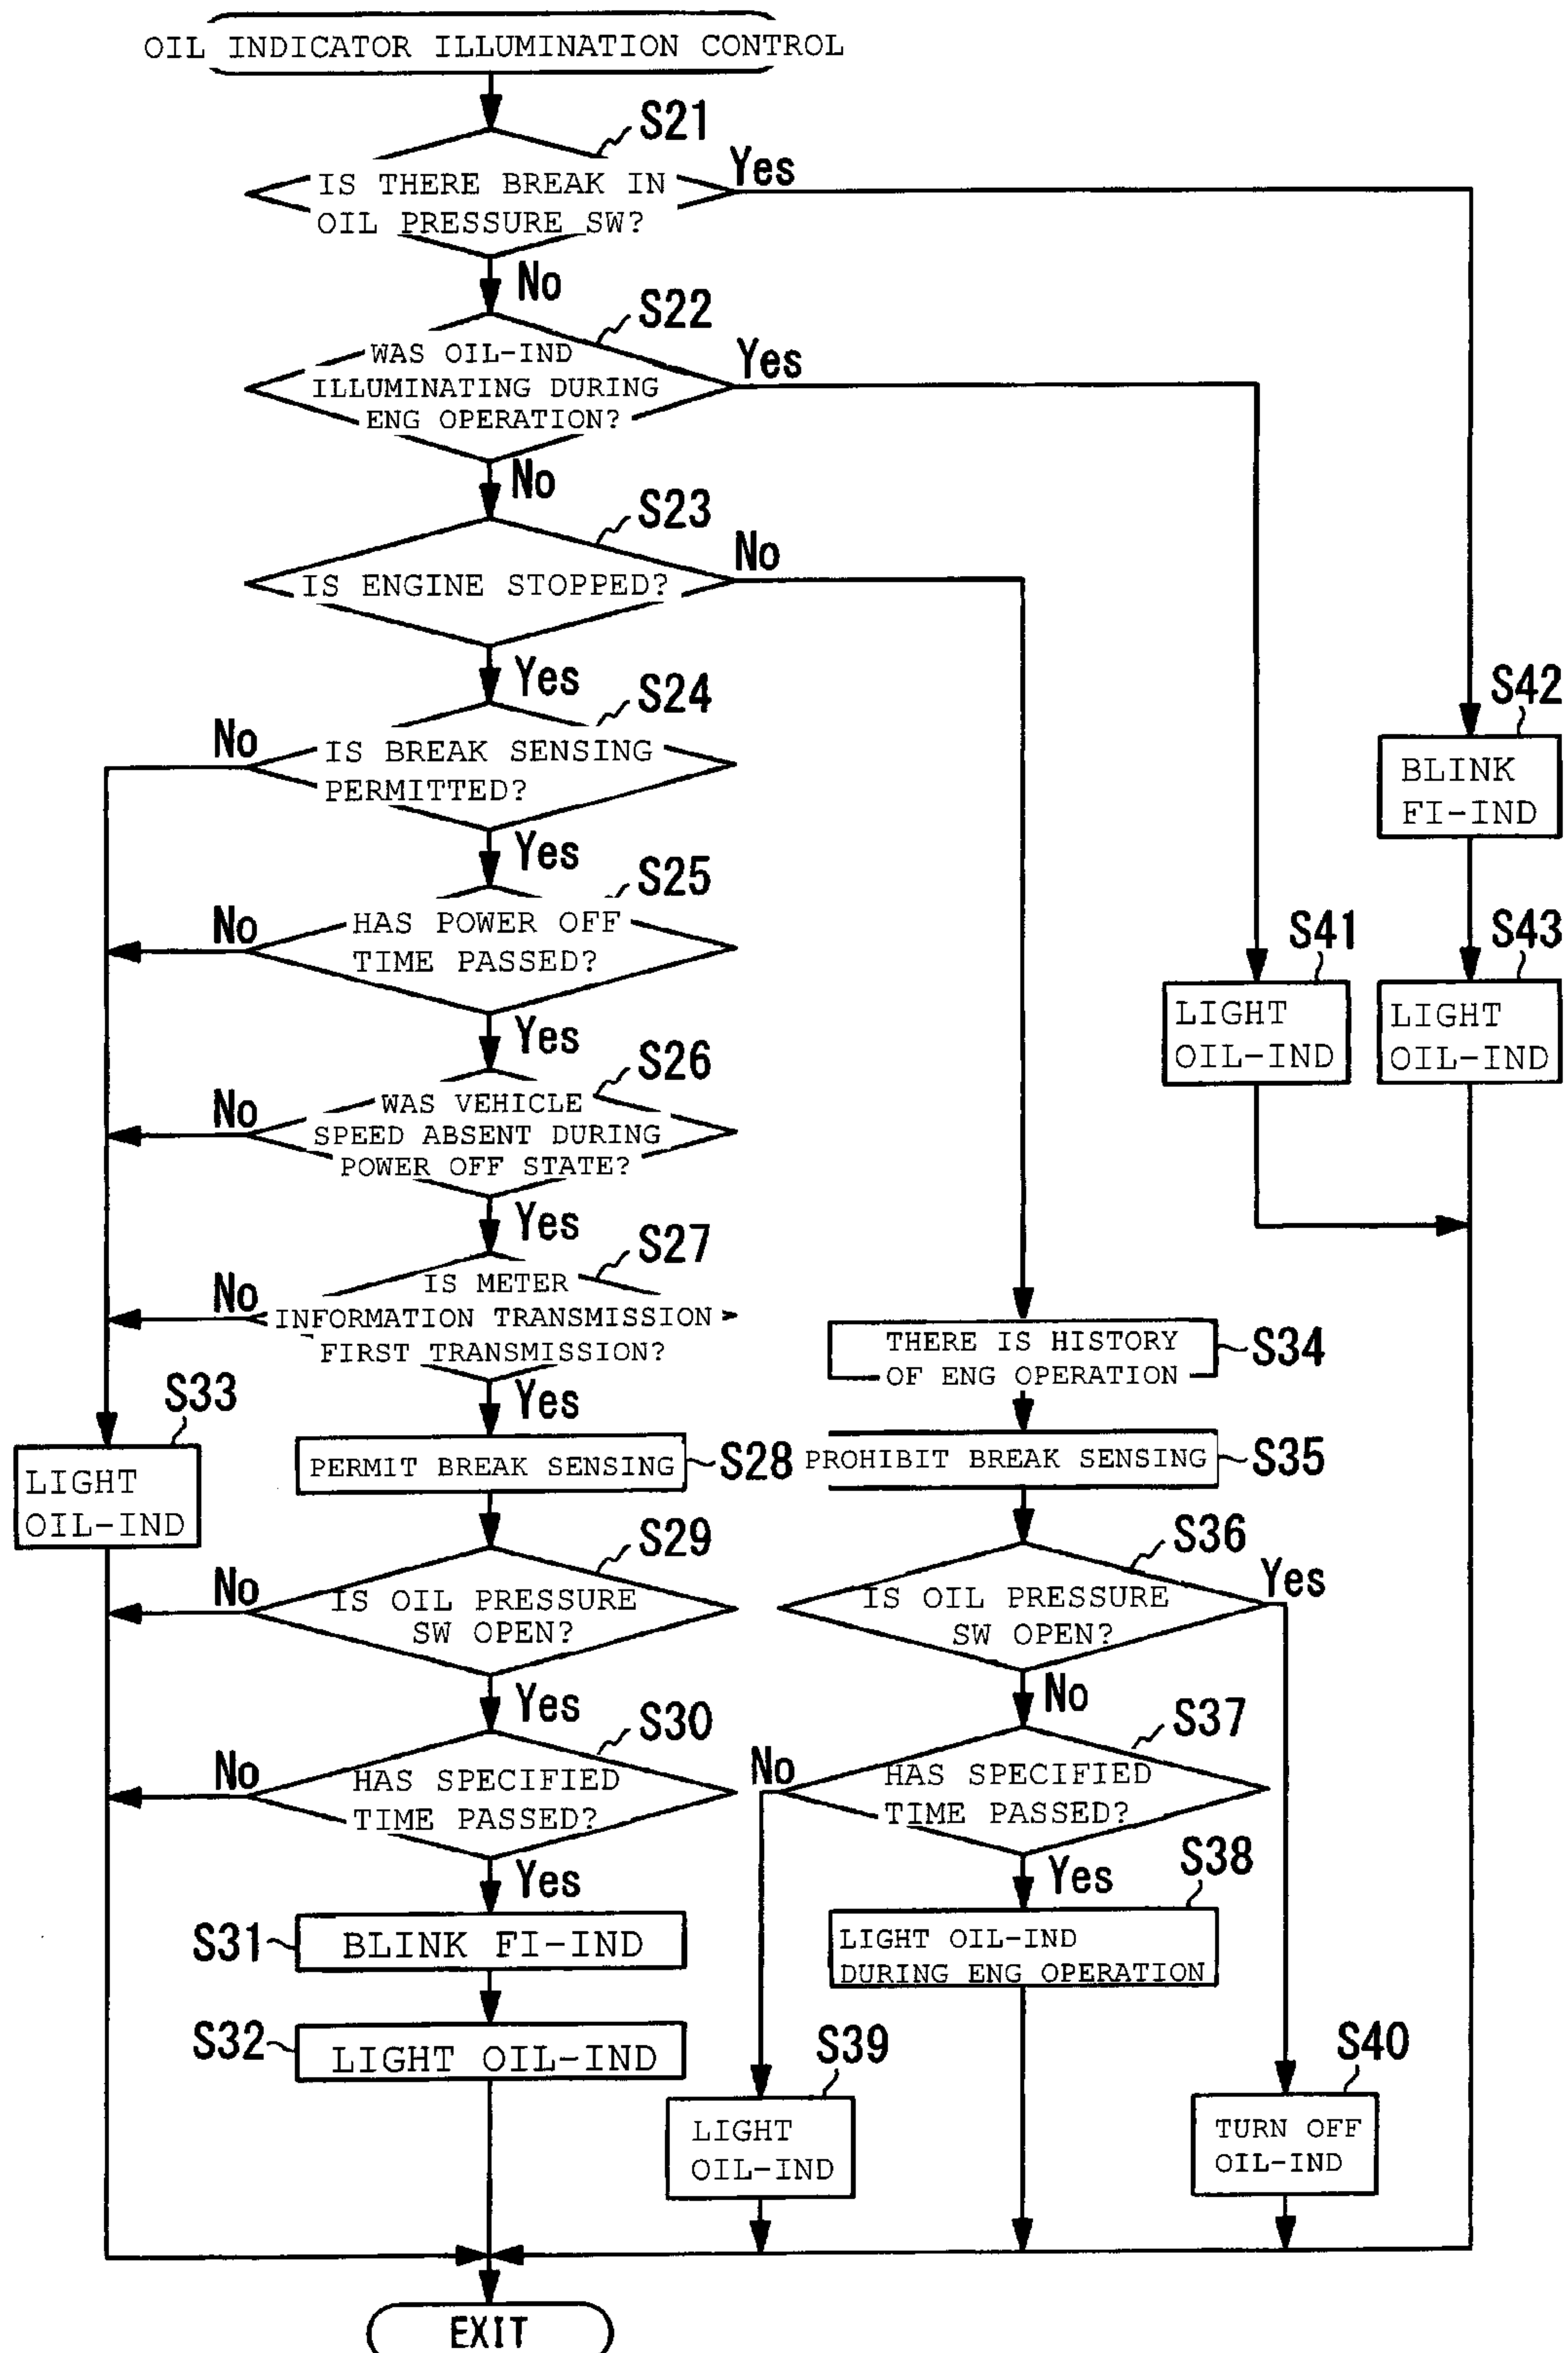 OIL INDICATOR ILLUMINATION CONTROL
S21
IS THERE BREAK IN
OIL PRESSURE SW?
Yes
No
S22
WAS OIL-IND
ILLUMINATING DURING
ENG OPERATION?
Yes
No
S23
IS ENGINE STOPPED?
No
Yes
S24
IS BREAK SENSING
PERMITTED?
No
Yes
S25
HAS POWER OFF
TIME PASSED?
No
Yes
S26
WAS VEHICLE
SPEED ABSENT DURING
POWER OFF STATE?
No
Yes
S27
IS METER
INFORMATION TRANSMISSION
FIRST TRANSMISSION?
No
Yes
S28
PERMIT BREAK SENSING
S29
IS OIL PRESSURE
SW OPEN?
No
Yes
S30
HAS SPECIFIED
TIME PASSED?
No
Yes
S31
BLINK FI-IND
S32
LIGHT OIL-IND
S33
LIGHT
OIL-IND
THERE IS HISTORY
OF ENG OPERATION
S34
PROHIBIT BREAK SENSING
S35
S36
IS OIL PRESSURE
SW OPEN?
Yes
No
S37
HAS SPECIFIED
TIME PASSED?
No
Yes
S38
LIGHT OIL-IND
DURING ENG OPERATION
S39
LIGHT
OIL-IND
S40
TURN OFF
OIL-IND
S41
LIGHT
OIL-IND
S42
BLINK
FI-IND
S43
LIGHT
OIL-IND
EXIT